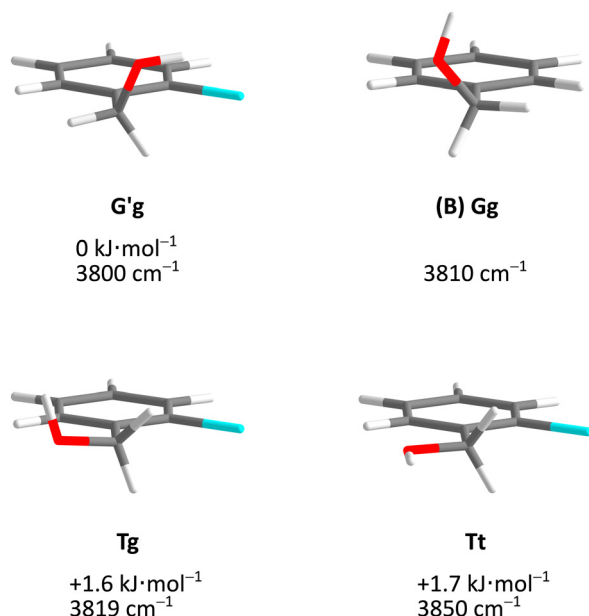 G'g
0 kJ·mol⁻¹
3800 cm⁻¹
(B) Gg
3810 cm⁻¹
Tg
+1.6 kJ·mol⁻¹
3819 cm⁻¹
Tt
+1.7 kJ·mol⁻¹
3850 cm⁻¹